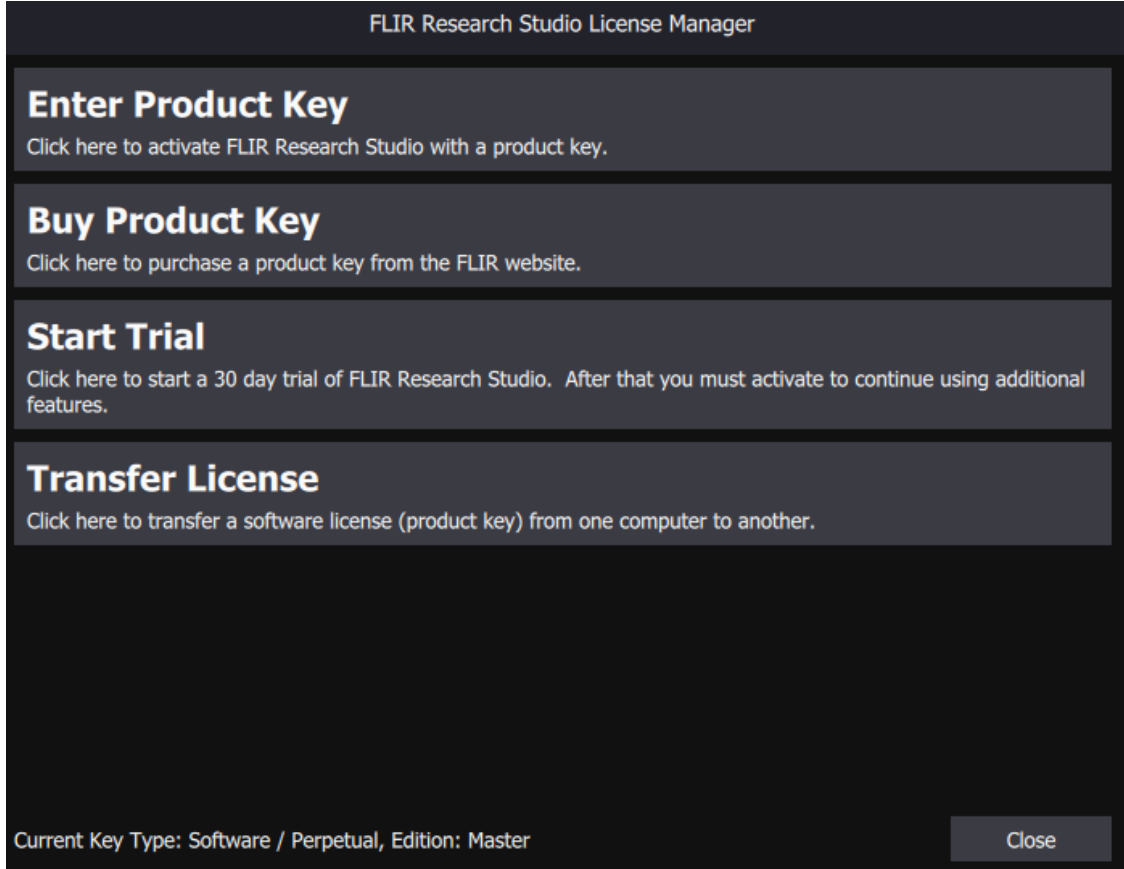 FLIR Research Studio License Manager
Enter Product Key
Click here to activate FLIR Research Studio with a product key.
Buy Product Key
Click here to purchase a product key from the FLIR website.
Start Trial
Click here to start a 30 day trial of FLIR Research Studio.  After that you must activate to continue using additional
features.
Transfer License
Click here to transfer a software license (product key) from one computer to another.
Current Key Type: Software / Perpetual, Edition: Master
Close